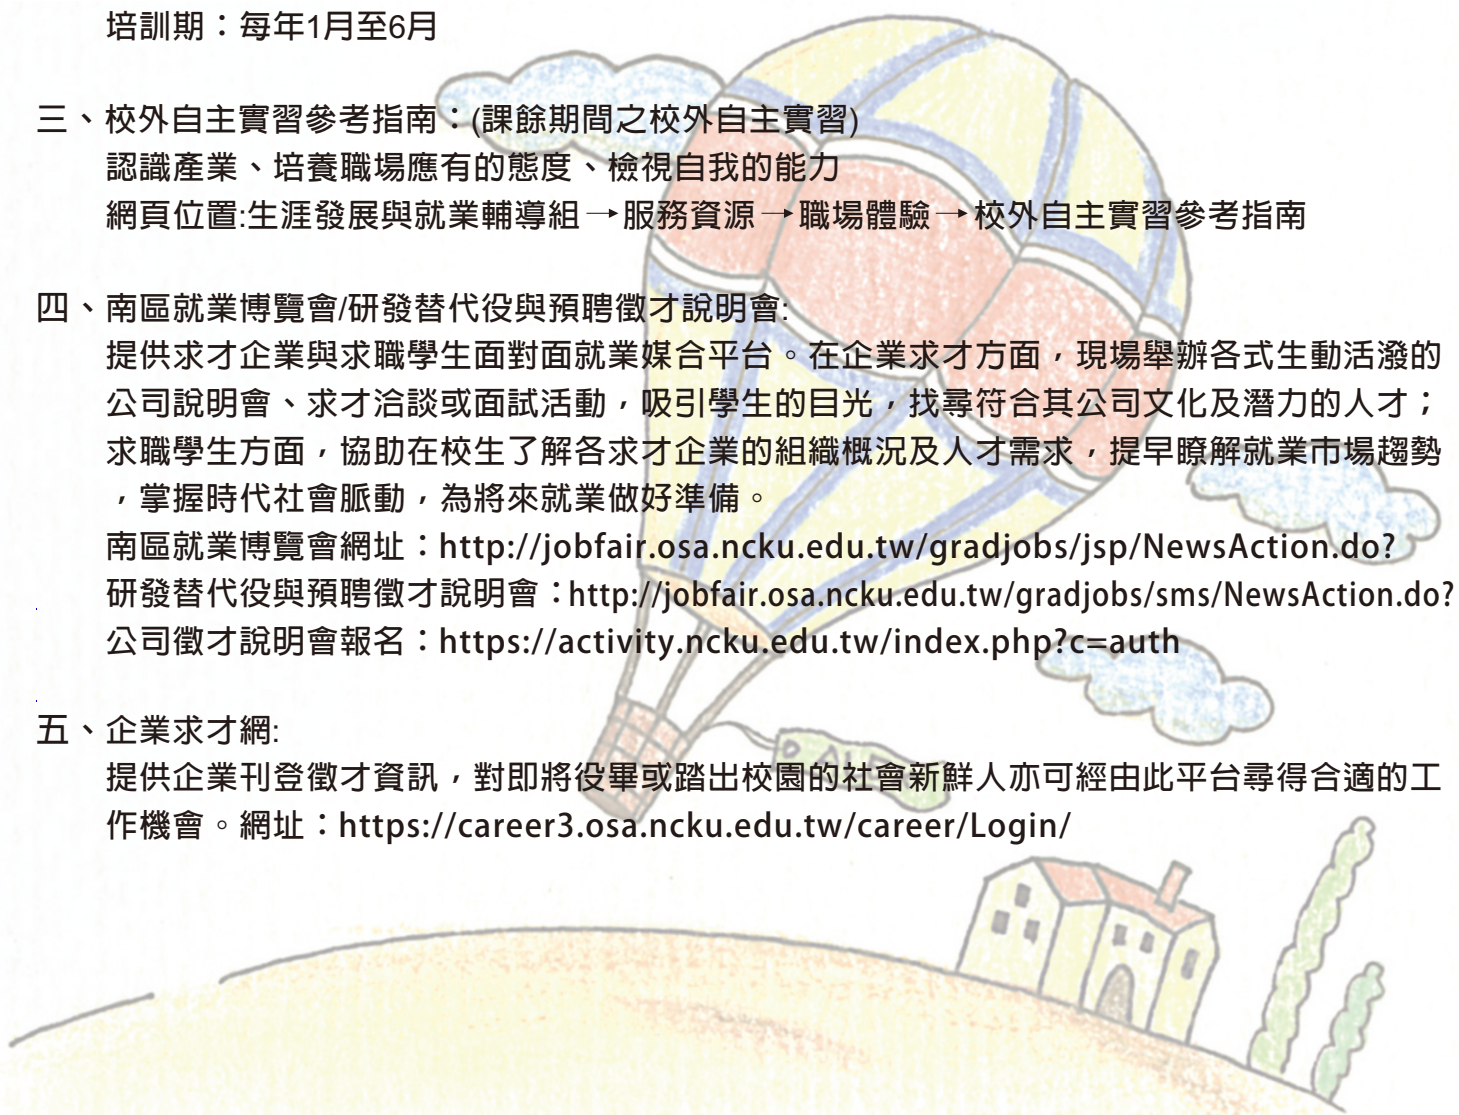 培訓期：每年1月至6月
三、校外自主實習參考指南：(課餘期間之校外自主實習)
認識產業、培養職場應有的態度、檢視自我的能力
網頁位置:生涯發展與就業輔導組→服務資源→職場體驗→校外自主實習參考指南
四、南區就業博覽會/研發替代役與預聘徵才說明會:
提供求才企業與求職學生面對面就業媒合平台。在企業求才方面，現場舉辦各式生動活潑的
公司說明會、求才洽談或面試活動，吸引學生的目光，找尋符合其公司文化及潛力的人才；
求職學生方面，協助在校生了解各求才企業的組織概況及人才需求，提早瞭解就業市場趨勢
，掌握時代社會脈動，為將來就業做好準備。
南區就業博覽會網址：http://jobfair.osa.ncku.edu.tw/gradjobs/jsp/NewsAction.do?
研發替代役與預聘徵才說明會：http://jobfair.osa.ncku.edu.tw/gradjobs/sms/NewsAction.do?
公司徵才說明會報名：https://activity.ncku.edu.tw/index.php?c=auth
五、企業求才網:
提供企業刊登徵才資訊，對即將役畢或踏出校園的社會新鮮人亦可經由此平台尋得合適的工
作機會。網址：https://career3.osa.ncku.edu.tw/career/Login/